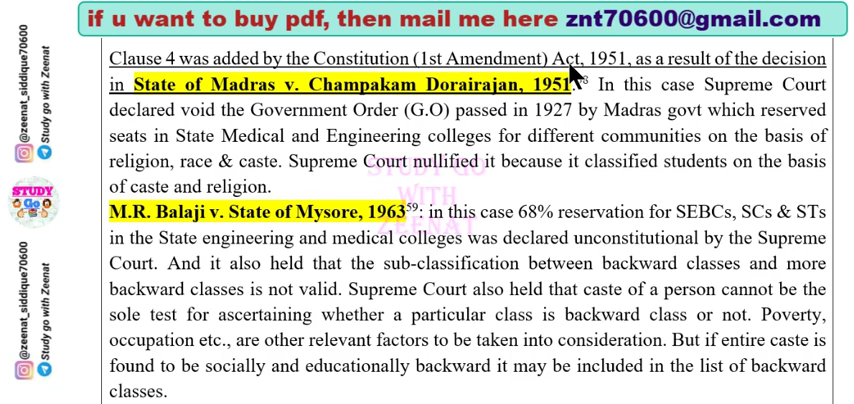 if u want to buy pdf, then mail me here znt70600@gmail.com
Clause 4 was added by the Constitution (1st Amendment) Act, 1951, as a result of the decision
in State of Madras v. Champakam Dorairajan, 1951. In this case Supreme Court
declared void the Government Order (G.O) passed in 1927 by Madras govt which reserved
seats in State Medical and Engineering colleges for different communities on the basis of
religion, race & caste. Supreme Court nullified it because it classified students on the basis
of caste and religion.
M.R. Balaji v. State of Mysore, 196359: in this case 68% reservation for SEBCs, SCs & STs
in the State engineering and medical colleges was declared unconstitutional by the Supreme
Court. And it also held that the sub-classification between backward classes and more
backward classes is not valid. Supreme Court also held that caste of a person cannot be the
sole test for ascertaining whether a particular class is backward class or not. Poverty,
occupation etc., are other relevant factors to be taken into consideration. But if entire caste is
found to be socially and educationally backward it may be included in the list of backward
classes.
@zeenat_siddique70600
Study go with Zeenat
STUDY
Go
@zeenat_siddique70600
Study go with Zeenat
STUDY GO
WITH
ZEENAT